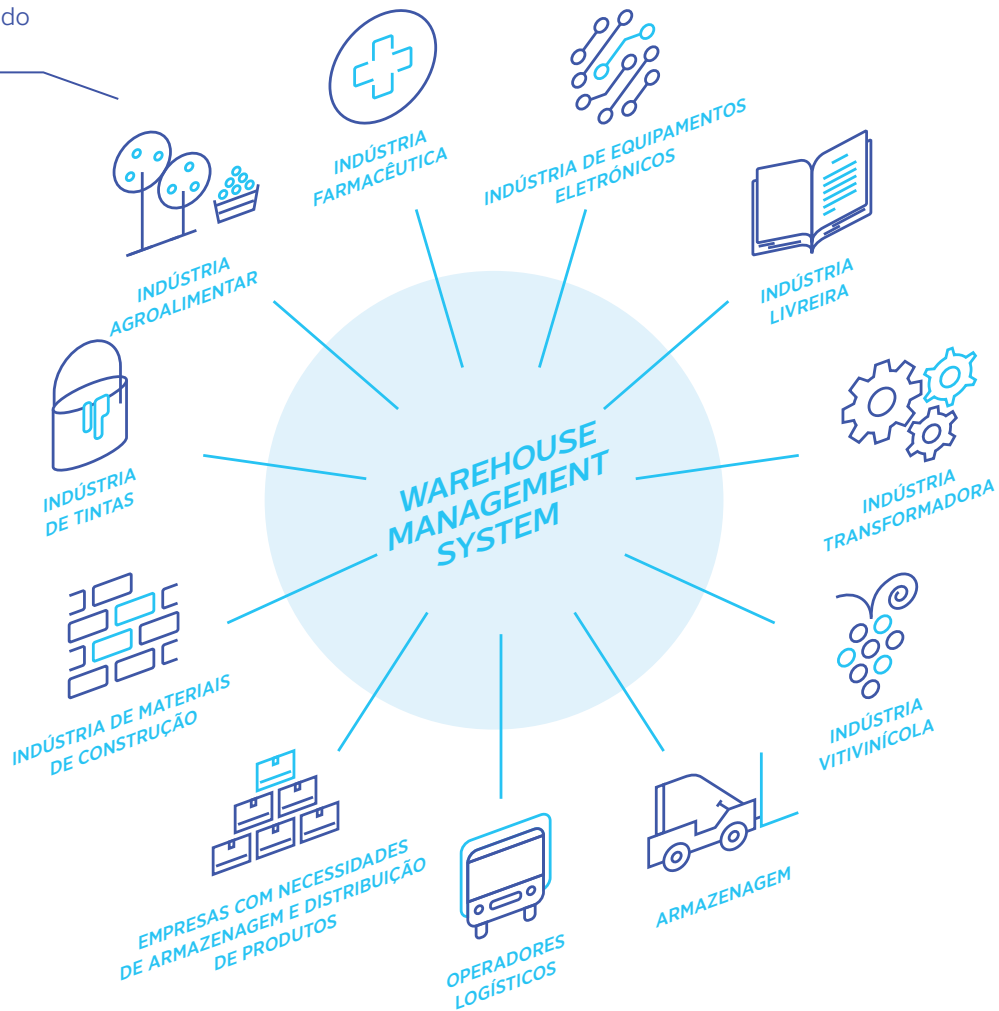 do
INDÚSTRIA
FARMACÊUTICA
INDÚSTRIA DE EQUIPAMENTOS
ELETRÓNICOS
INDÚSTRIA
AGROALIMENTAR
INDÚSTRIA
LIVREIRA
INDÚSTRIA
DE TINTAS
WAREHOUSE
MANAGEMENT
SYSTEM
INDÚSTRIA
TRANSFORMADORA
INDÚSTRIA DE MATERIAIS
DE CONSTRUÇÃO
INDÚSTRIA
VITIVINÍCOLA
EMPRESAS COM NECESSIDADES
DE ARMAZENAGEM E DISTRIBUIÇÃO
DE PRODUTOS
OPERADORES
LOGÍSTICOS
ARMAZENAGEM